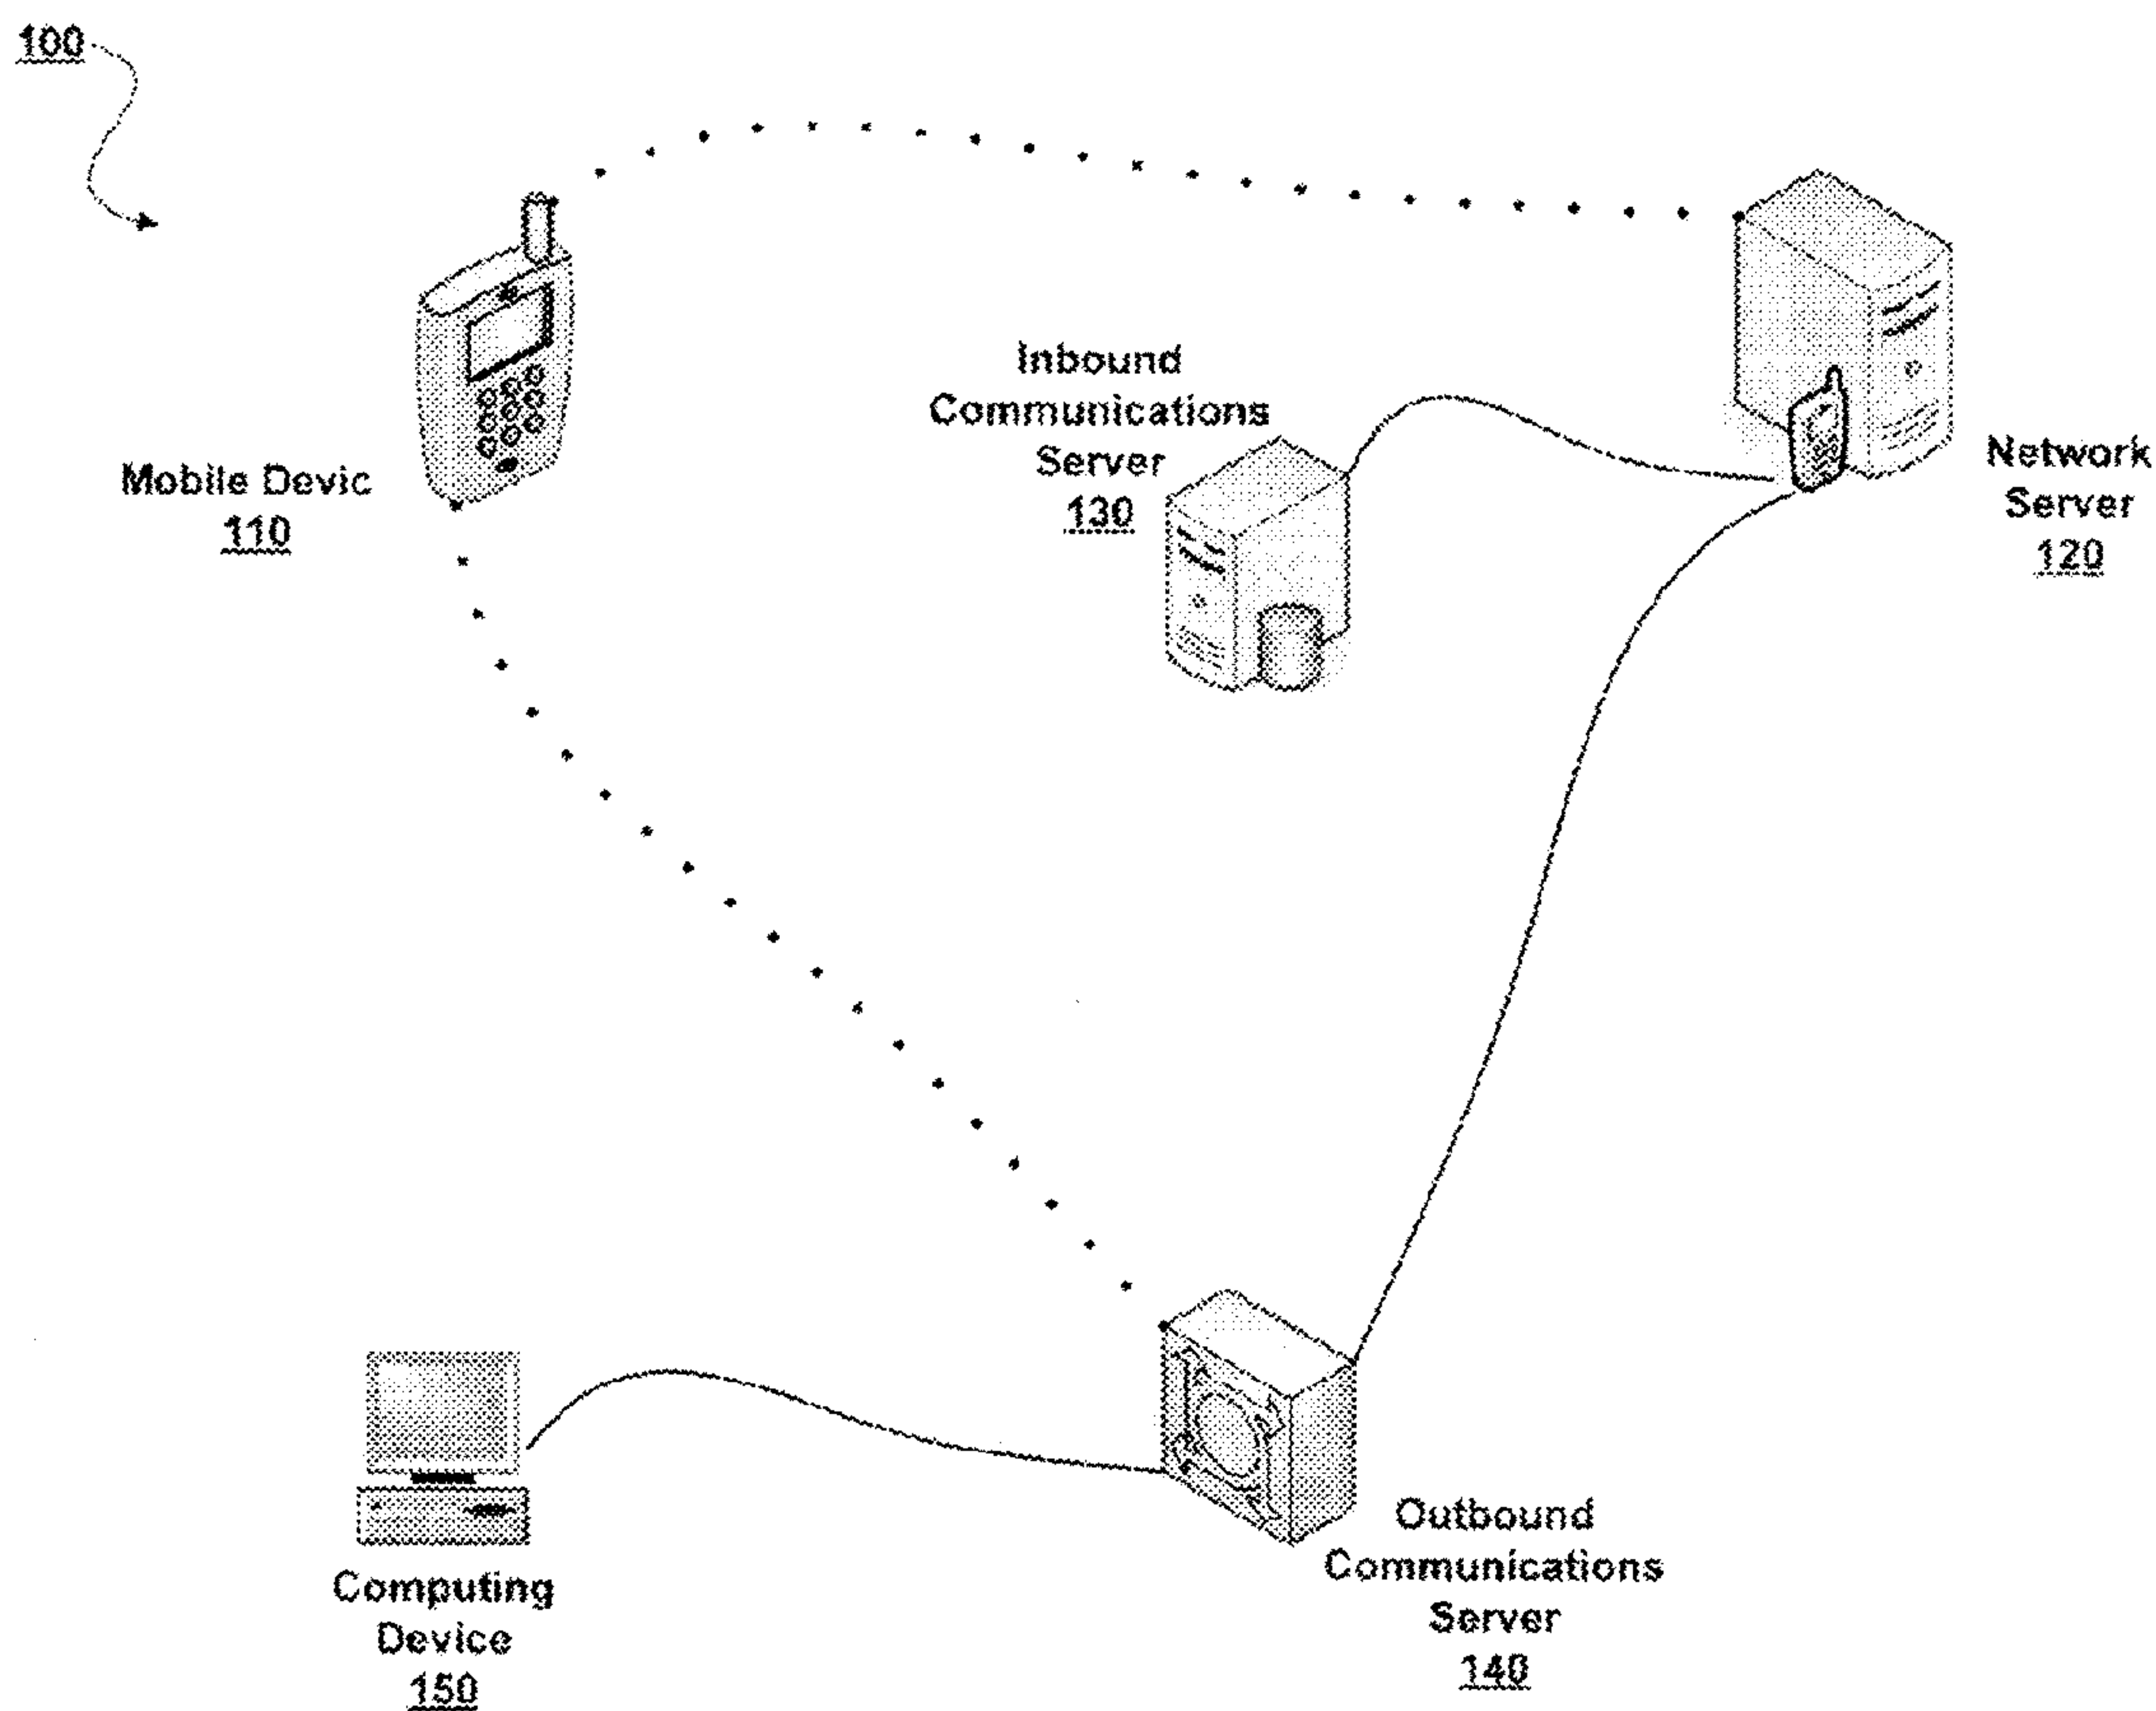 100
Inbound
Communications
Server
130
Mobile Devic
110
Network
Server
120
Outbound
Communications
Server
140
Computing
Device
150